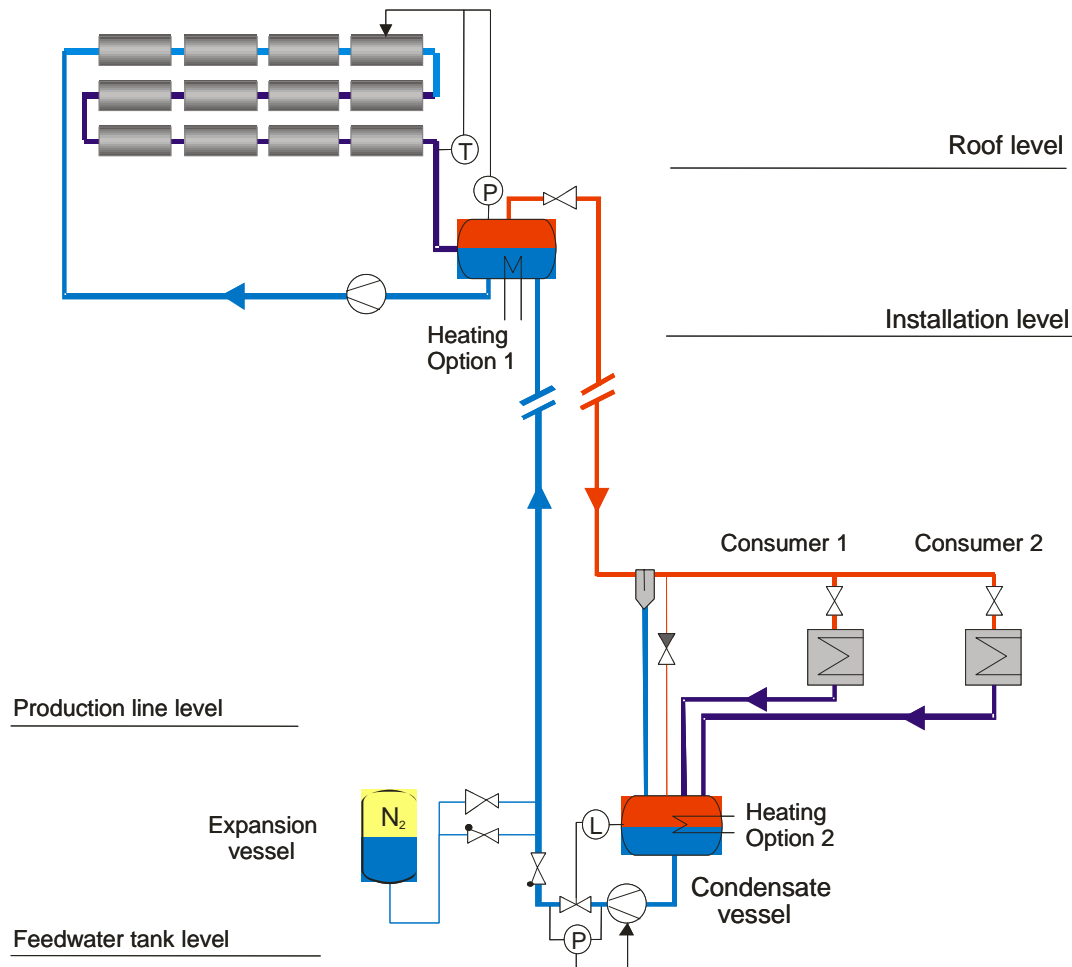 T
Roof level
P
Installation level
Heating
Option 1
Consumer 1
Consumer 2
Production line level
N₂
Expansion
vessel
L
Heating
Option 2
Condensate
vessel
P
Feedwater tank level